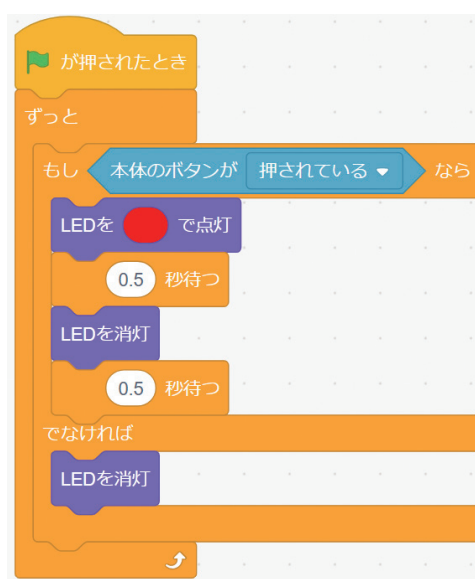 が押されたとき
ずっと
もし 本体のボタンが 押されている なら
LEDを で点灯
0.5 秒待つ
LEDを消灯
0.5 秒待つ
でなければ
LEDを消灯